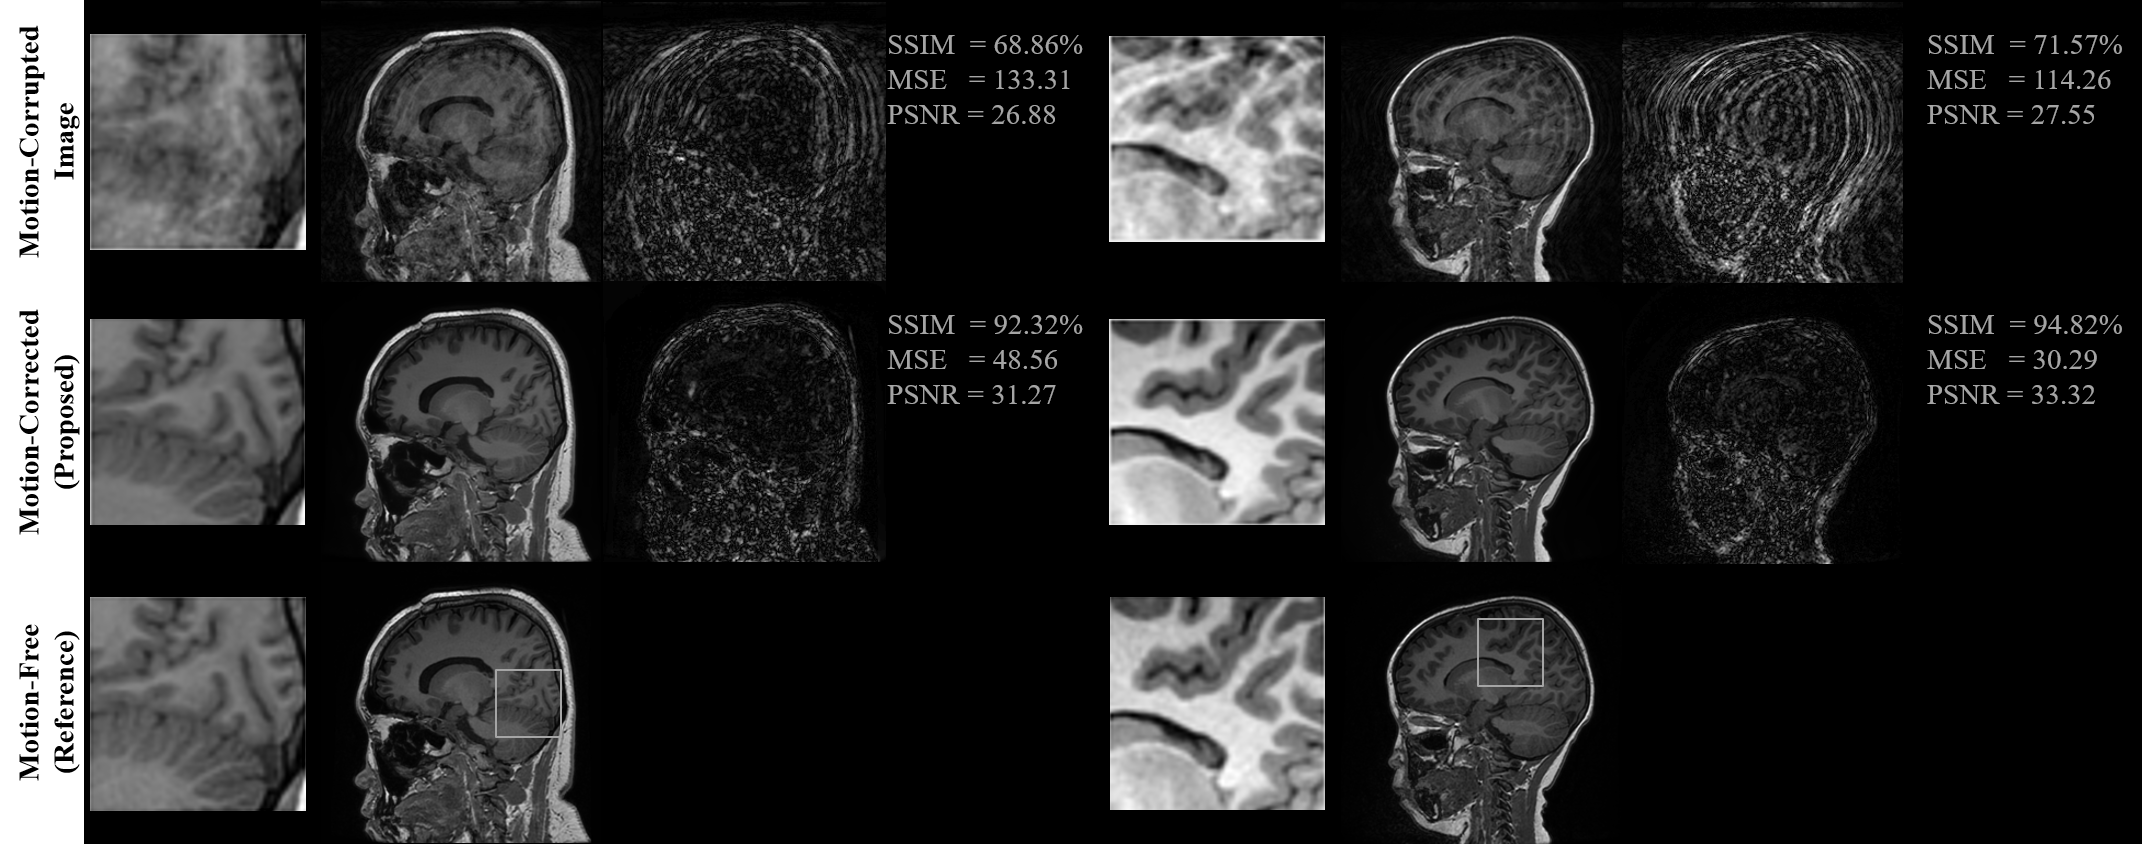 Motion-Corrupted
Image
SSIM = 68.86%
MSE = 133.31
PSNR = 26.88
SSIM = 71.57%
MSE = 114.26
PSNR = 27.55
Motion-Corrected
(Proposed)
SSIM = 92.32%
MSE = 48.56
PSNR = 31.27
SSIM = 94.82%
MSE = 30.29
PSNR = 33.32
Motion-Free
(Reference)